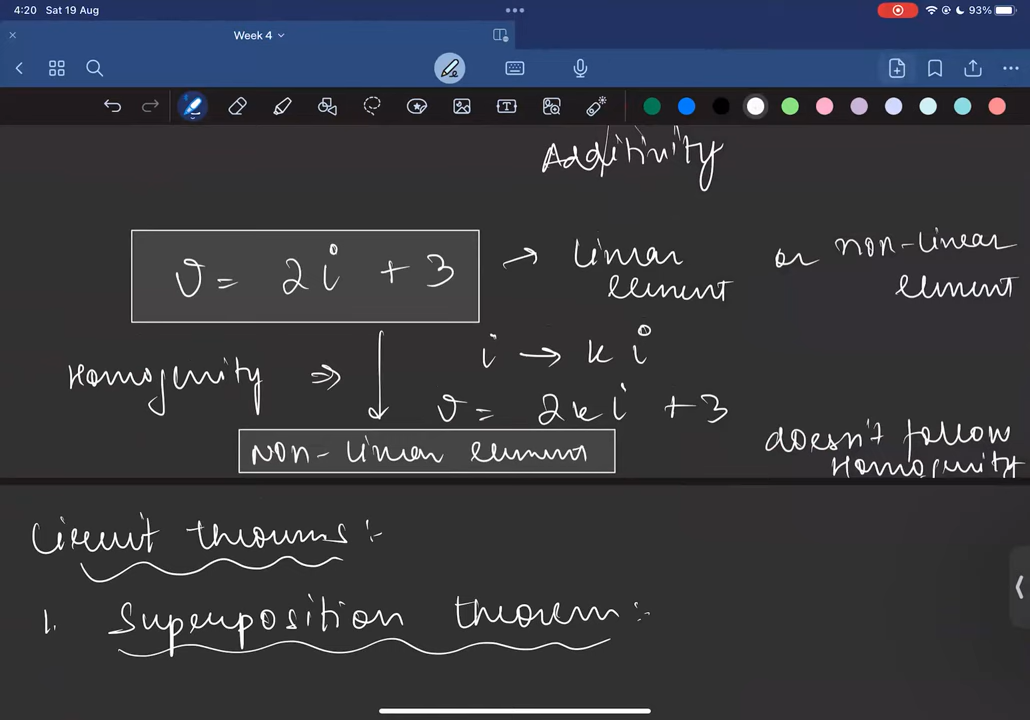 4:20 Sat 19 Aug
93%
Week 4
Additivity
v = 2i + 3 → linear element or non-linear element
Homogenity ⇒ i → k i
v = 2ki + 3
non-linear element
doesn't follow Homogenity
Circuit theorems:-
1. Superposition theorem:-